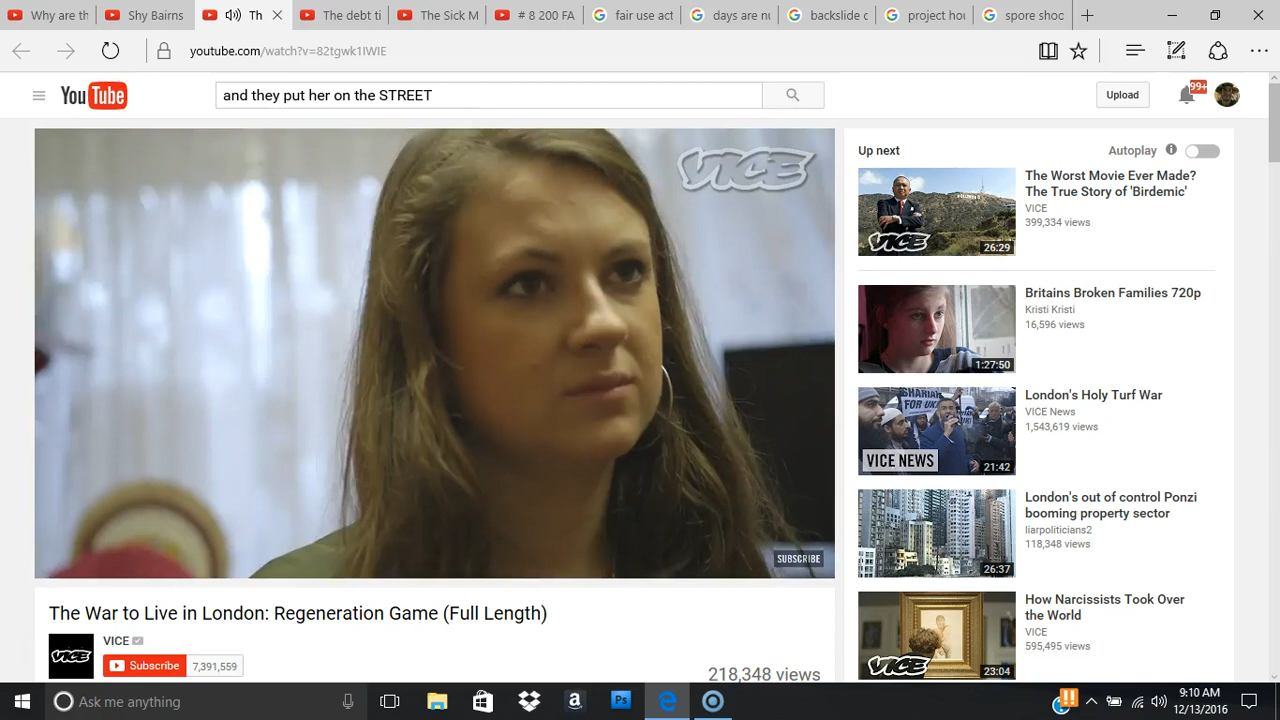 Why are th
Shy Bairns
Th
The debt ti
The Sick M
# 8 200 FA
fair use act
days are nu
backslide c
project hou
spore shoc
youtube.com/watch?v=82tgwk1IWIE
YouTube
and they put her on the STREET
Upload
99+
VICE
SUBSCRIBE
The War to Live in London: Regeneration Game (Full Length)
VICE
VICE
Subscribe
7,391,559
218,348 views
Up next
Autoplay
VICE
26:29
The Worst Movie Ever Made?
The True Story of 'Birdemic'
VICE
399,334 views
1:27:50
Britains Broken Families 720p
Kristi Kristi
16,596 views
SHARIAH
FOR UK
VICE NEWS
21:42
London's Holy Turf War
VICE News
1,543,619 views
26:37
London's out of control Ponzi
booming property sector
liarpoliticians2
118,348 views
VICE
23:04
How Narcissists Took Over
the World
VICE
595,495 views
Ask me anything
a
Ps
9:10 AM
12/13/2016